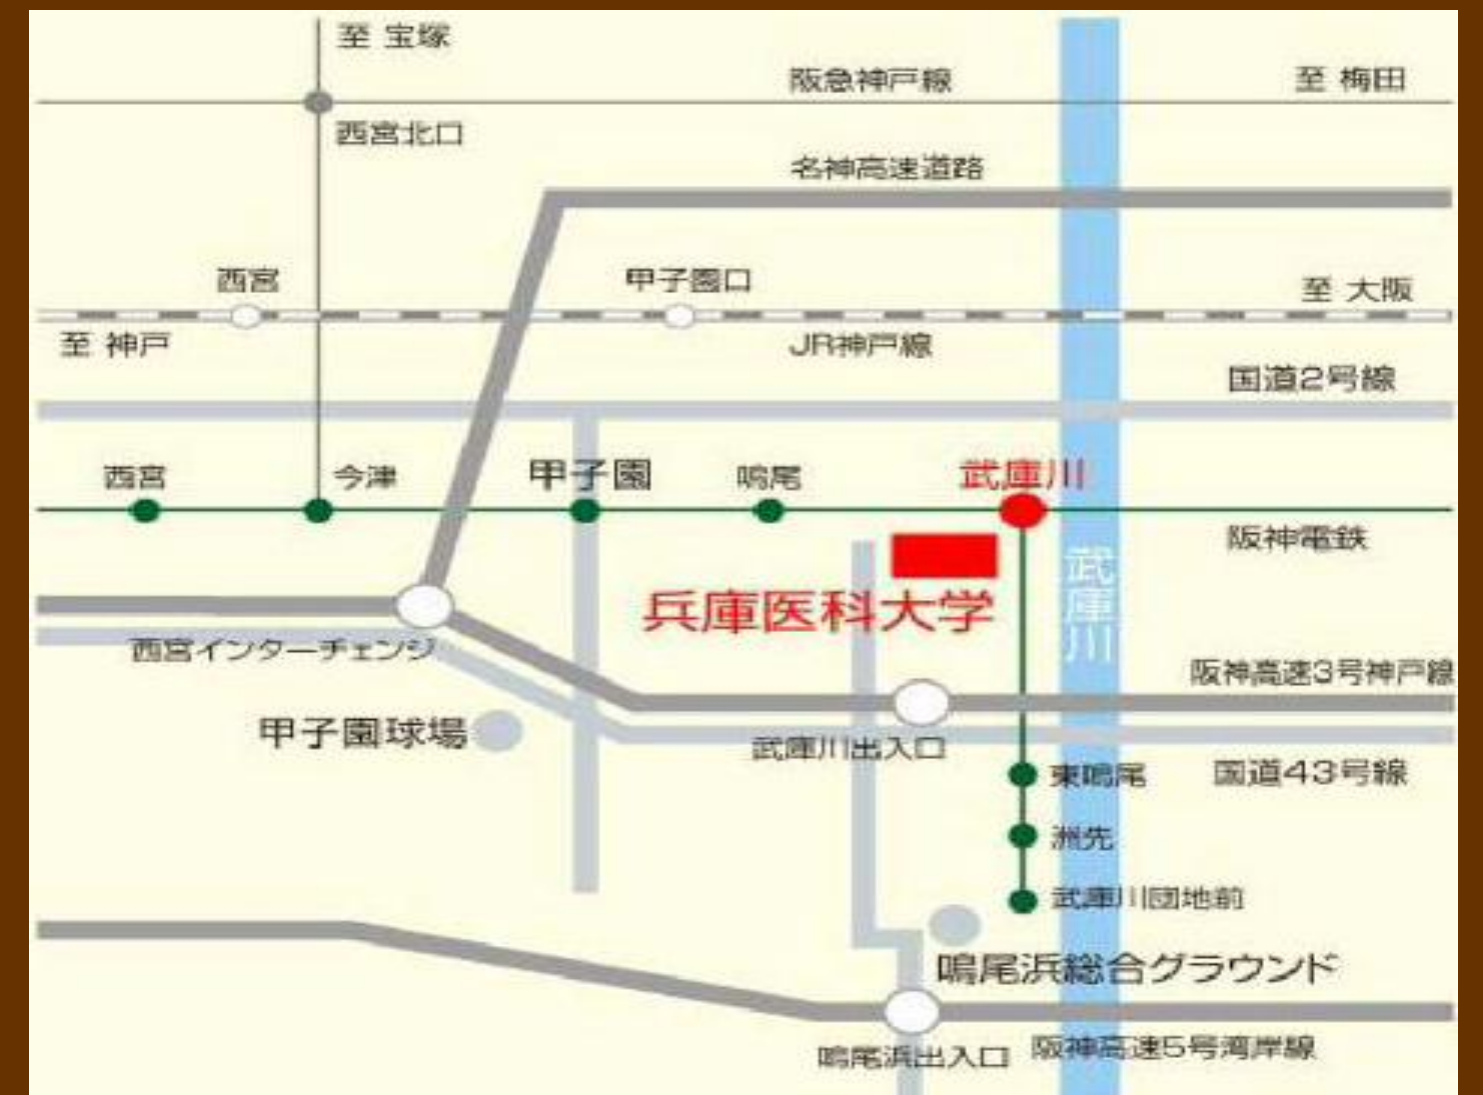 至 宝塚
阪急神戸線
至 梅田
西宮北口
名神高速道路
西宮
甲子園口
至 大阪
至 神戸
JR神戸線
国道2号線
西宮
今津
甲子園
鳴尾
武庫川
阪神電鉄
武庫川
兵庫医科大学
西宮インターチェンジ
阪神高速3号神戸線
甲子園球場
武庫川出入口
東鳴尾
国道43号線
洲先
武庫川団地前
鳴尾浜総合グラウンド
鳴尾浜出入口
阪神高速5号湾岸線